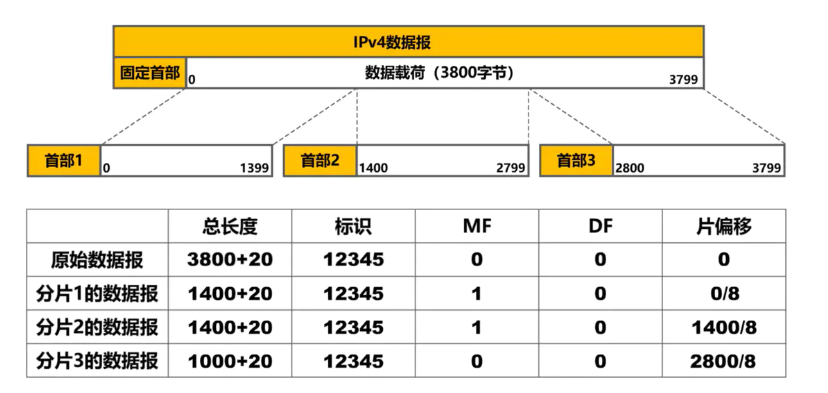 IPv4数据报
固定首部 0 数据载荷（3800字节） 3799
首部1 0 1399 首部2 1400 2799 首部3 2800 3799
总长度 标识 MF DF 片偏移
原始数据报 3800+20 12345 0 0 0
分片1的数据报 1400+20 12345 1 0 0/8
分片2的数据报 1400+20 12345 1 0 1400/8
分片3的数据报 1000+20 12345 0 0 2800/8